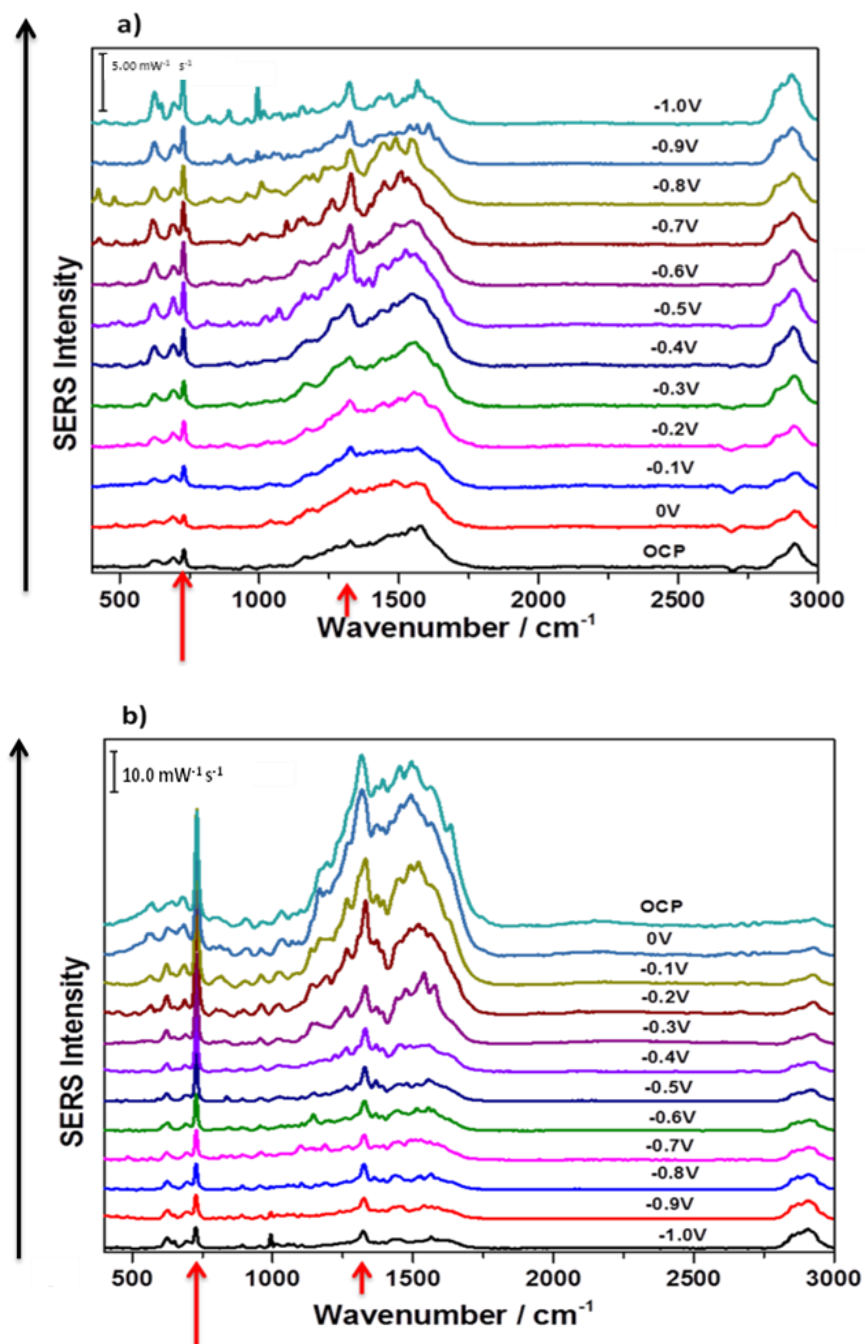 a)
5.00 mW⁻¹ s⁻¹
-1.0V
-0.9V
-0.8V
-0.7V
-0.6V
-0.5V
-0.4V
-0.3V
-0.2V
-0.1V
0V
OCP
SERS Intensity
500 1000 1500 2000 2500 3000
Wavenumber / cm⁻¹
b)
10.0 mW⁻¹ s⁻¹
OCP
0V
-0.1V
-0.2V
-0.3V
-0.4V
-0.5V
-0.6V
-0.7V
-0.8V
-0.9V
-1.0V
SERS Intensity
500 1000 1500 2000 2500 3000
Wavenumber / cm⁻¹